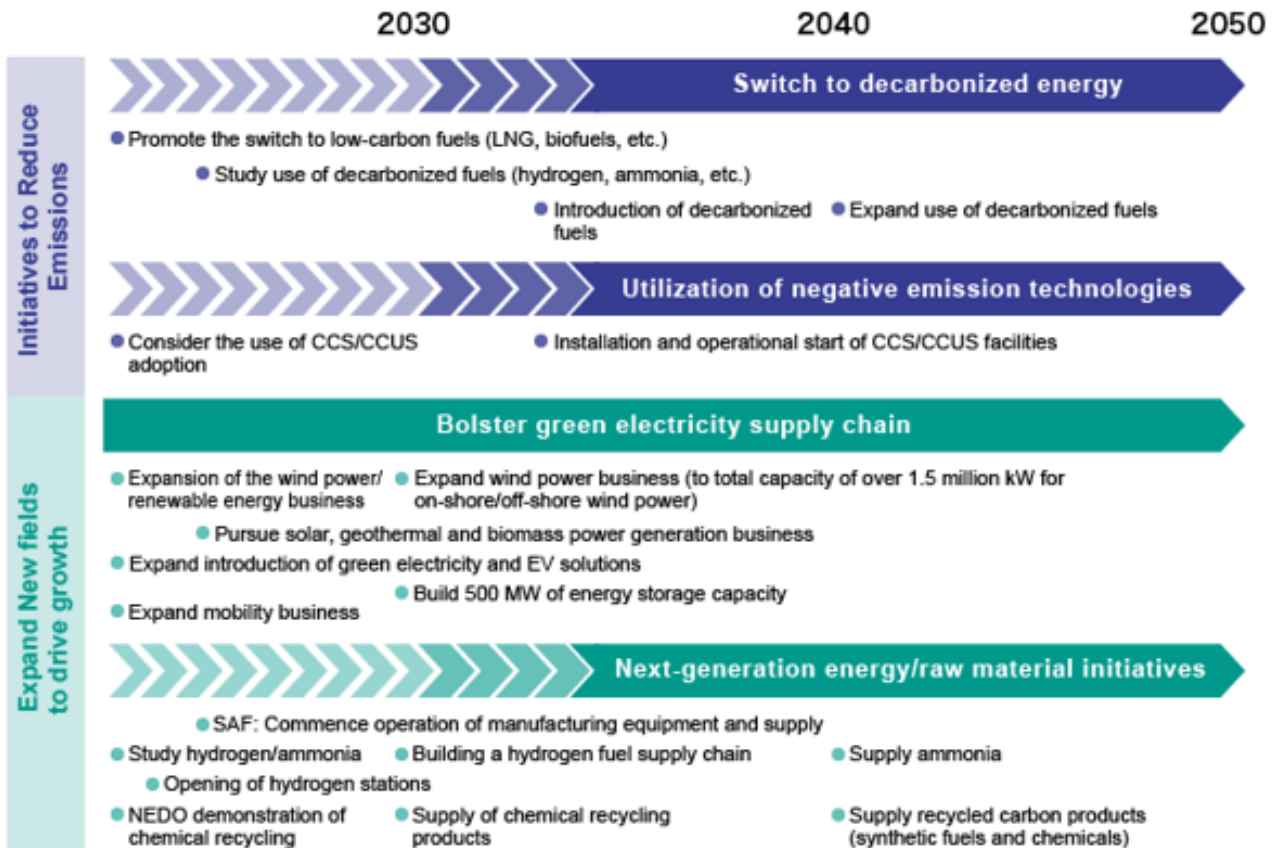 2030
2040
2050
Initiatives to Reduce
Emissions
Switch to decarbonized energy
Promote the switch to low-carbon fuels (LNG, biofuels, etc.)
Study use of decarbonized fuels (hydrogen, ammonia, etc.)
Introduction of decarbonized
fuels
Expand use of decarbonized fuels
Utilization of negative emission technologies
Consider the use of CCS/CCUS
adoption
Installation and operational start of CCS/CCUS facilities
Expand New fields
to drive growth
Bolster green electricity supply chain
Expansion of the wind power/
renewable energy business
Expand wind power business (to total capacity of over 1.5 million kW for
on-shore/off-shore wind power)
Pursue solar, geothermal and biomass power generation business
Expand introduction of green electricity and EV solutions
Build 500 MW of energy storage capacity
Expand mobility business
Next-generation energy/raw material initiatives
SAF: Commence operation of manufacturing equipment and supply
Study hydrogen/ammonia
Building a hydrogen fuel supply chain
Supply ammonia
Opening of hydrogen stations
NEDO demonstration of
chemical recycling
Supply of chemical recycling
products
Supply recycled carbon products
(synthetic fuels and chemicals)